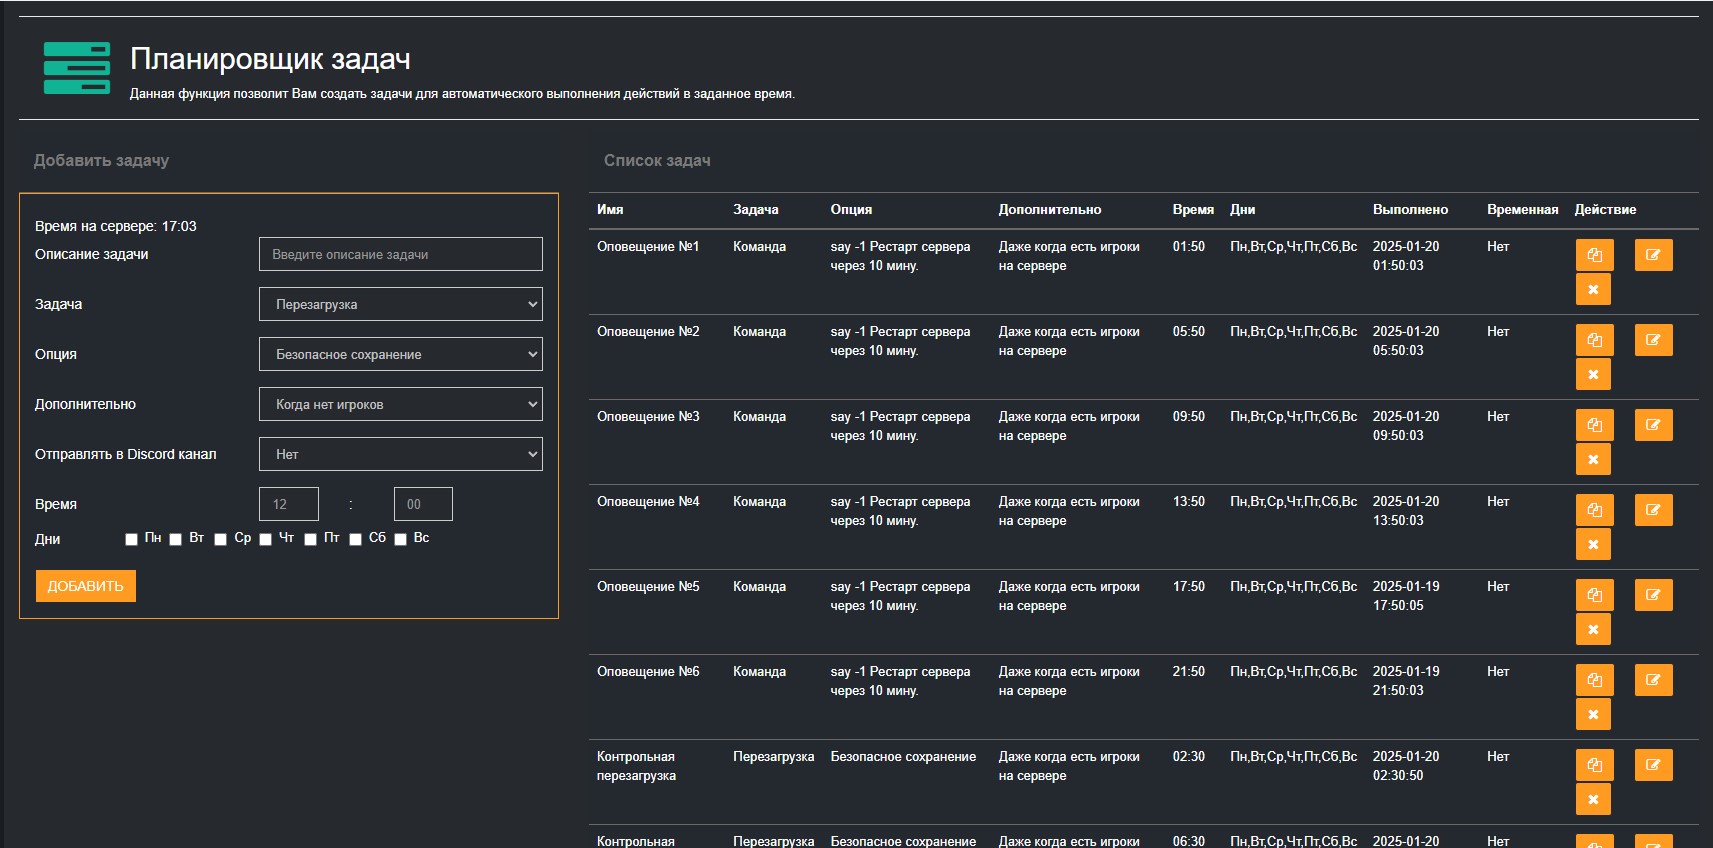 Планировщик задач
Данная функция позволит Вам создать задачи для автоматического выполнения действий в заданное время.
Добавить задачу
Время на сервере: 17:03
Описание задачи Введите описание задачи
Задача Перезагрузка
Опция Безопасное сохранение
Дополнительно Когда нет игроков
Отправлять в Discord канал Нет
Время 12 : 00
Дни Пн Вт Ср Чт Пт Сб Вс
ДОБАВИТЬ
Список задач
Имя Задача Опция Дополнительно Время Дни Выполнено Временная Действие
Оповещение №1 Команда say -1 Рестарт сервера Даже когда есть игроки 01:50 Пн,Вт,Ср,Чт,Пт,Сб,Вс 2025-01-20 Нет
через 10 мину. на сервере 01:50:03
Оповещение №2 Команда say -1 Рестарт сервера Даже когда есть игроки 05:50 Пн,Вт,Ср,Чт,Пт,Сб,Вс 2025-01-20 Нет
через 10 мину. на сервере 05:50:03
Оповещение №3 Команда say -1 Рестарт сервера Даже когда есть игроки 09:50 Пн,Вт,Ср,Чт,Пт,Сб,Вс 2025-01-20 Нет
через 10 мину. на сервере 09:50:03
Оповещение №4 Команда say -1 Рестарт сервера Даже когда есть игроки 13:50 Пн,Вт,Ср,Чт,Пт,Сб,Вс 2025-01-20 Нет
через 10 мину. на сервере 13:50:03
Оповещение №5 Команда say -1 Рестарт сервера Даже когда есть игроки 17:50 Пн,Вт,Ср,Чт,Пт,Сб,Вс 2025-01-19 Нет
через 10 мину. на сервере 17:50:05
Оповещение №6 Команда say -1 Рестарт сервера Даже когда есть игроки 21:50 Пн,Вт,Ср,Чт,Пт,Сб,Вс 2025-01-19 Нет
через 10 мину. на сервере 21:50:03
Контрольная Перезагрузка Безопасное сохранение Даже когда есть игроки 02:30 Пн,Вт,Ср,Чт,Пт,Сб,Вс 2025-01-20 Нет
перезагрузка на сервере 02:30:50
Контрольная Перезагрузка Безопасное сохранение Даже когда есть игроки 06:30 Пн,Вт,Ср,Чт,Пт,Сб,Вс 2025-01-20 Нет